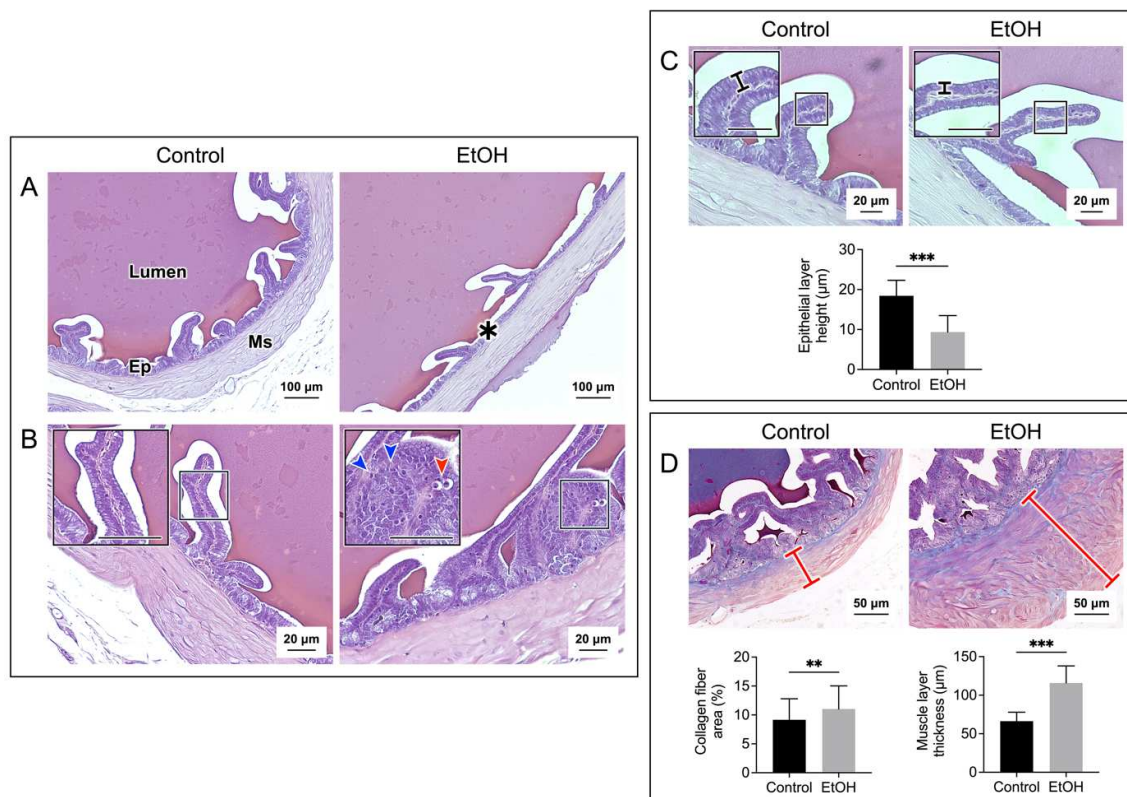 Control EtOH
A
Lumen
Ep
Ms
100 µm
100 µm
B
20 µm
20 µm
Control EtOH
C
20 µm
20 µm
Epithelial layer
height (µm)
30
20
10
0
***
Control EtOH
Control EtOH
D
50 µm
50 µm
Collagen fiber
area (%)
20
15
10
5
0
**
Control EtOH
Muscle layer
thickness (µm)
150
100
50
0
***
Control EtOH